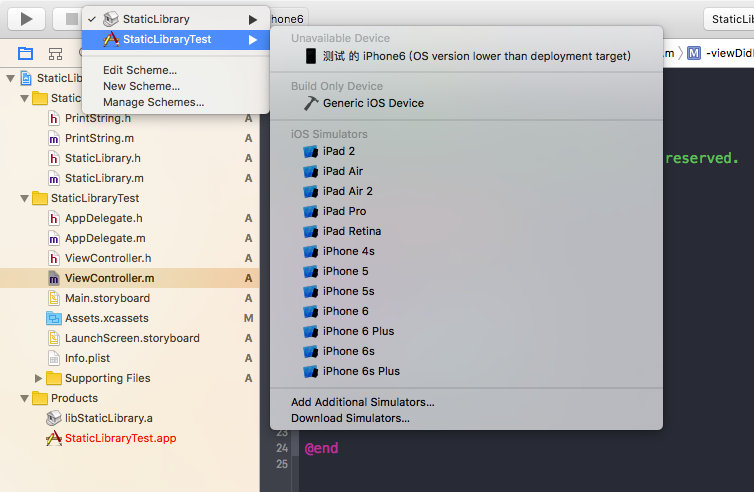 StaticLibrary
hone6
StaticLi
StaticLibraryTest
Unavailable Device
测试 的 iPhone6 (OS version lower than deployment target)
.m
M
-viewDidl
Edit Scheme...
New Scheme...
Manage Schemes...
Build Only Device
Generic iOS Device
iOS Simulators
iPad 2
iPad Air
iPad Air 2
iPad Pro
iPad Retina
iPhone 4s
iPhone 5
iPhone 5s
iPhone 6
iPhone 6 Plus
iPhone 6s
iPhone 6s Plus
Add Additional Simulators...
Download Simulators...
reserved.
StaticLib
Stati
h PrintString.h A
m PrintString.m A
h StaticLibrary.h A
m StaticLibrary.m A
StaticLibraryTest
h AppDelegate.h A
m AppDelegate.m A
h ViewController.h A
m ViewController.m A
Main.storyboard A
Assets.xcassets M
LaunchScreen.storyboard A
Info.plist A
Supporting Files A
Products
libStaticLibrary.a
StaticLibraryTest.app
23
24 @end
25